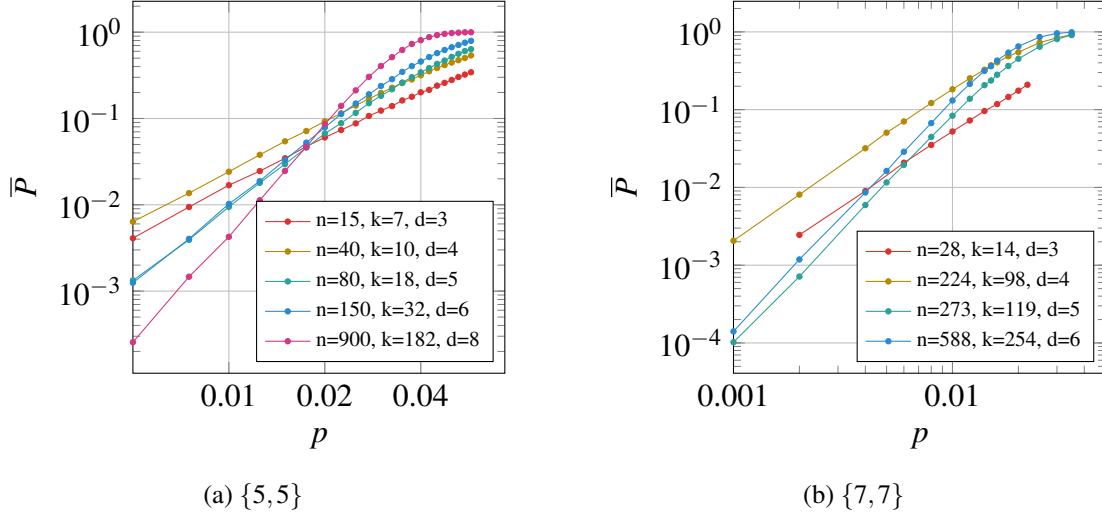 10^0
10^{-1}
10^{-2}
10^{-3}
P̅
n=15, k=7, d=3
n=40, k=10, d=4
n=80, k=18, d=5
n=150, k=32, d=6
n=900, k=182, d=8
0.01 0.02 0.04
p
(a) {5,5}
10^0
10^{-1}
10^{-2}
10^{-3}
10^{-4}
P̅
n=28, k=14, d=3
n=224, k=98, d=4
n=273, k=119, d=5
n=588, k=254, d=6
0.001 0.01
p
(b) {7,7}